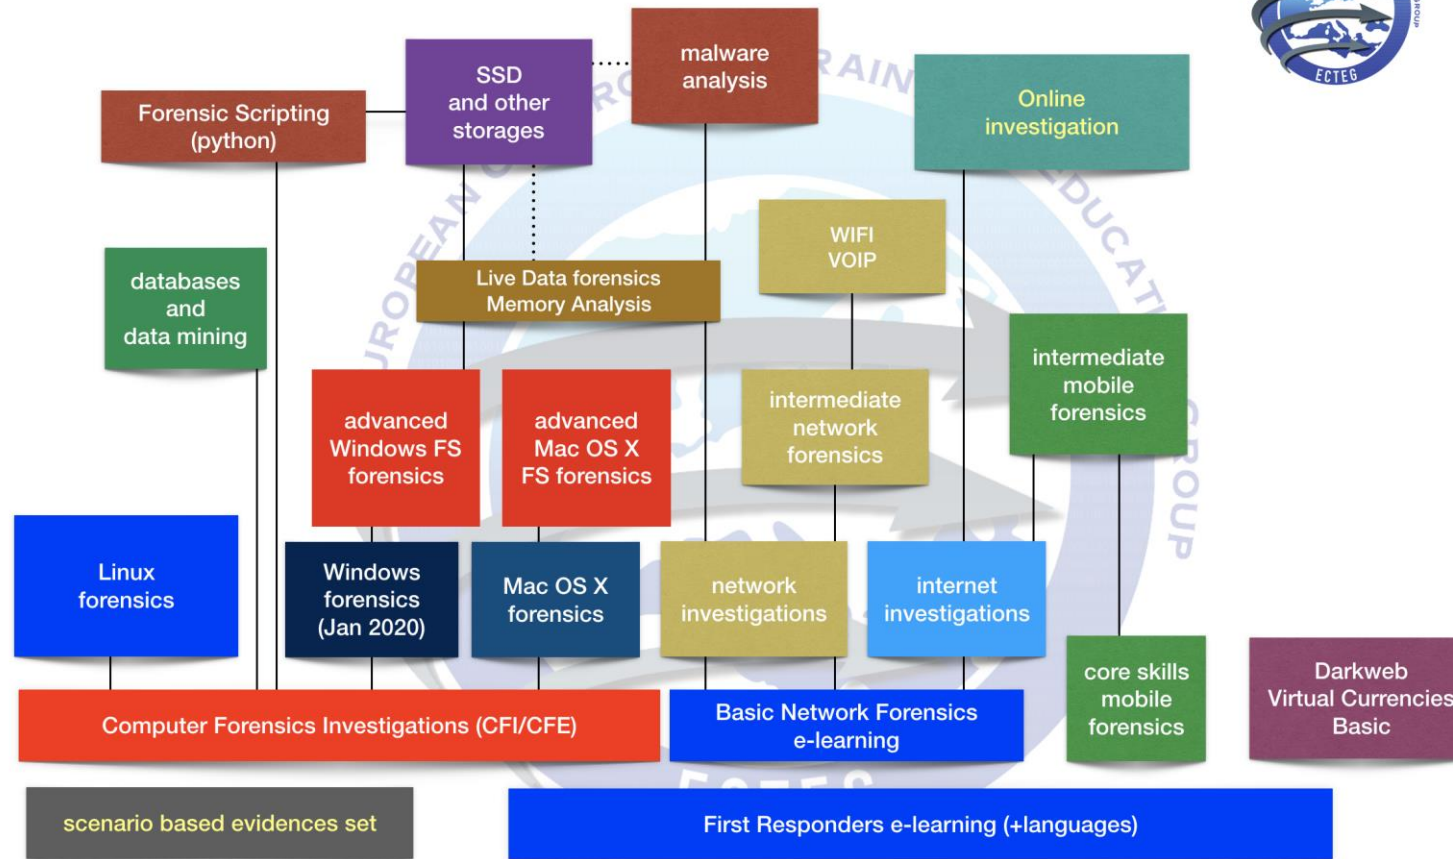 GROUP
ECTEG
EUROPEAN
EDUCATI
GROUP
malware
analysis
SSD
and other
storages
Forensic Scripting
(python)
Online
investigation
WIFI
VOIP
databases
and
data mining
Live Data forensics
Memory Analysis
intermediate
mobile
forensics
advanced
Windows FS
forensics
advanced
Mac OS X
FS forensics
intermediate
network
forensics
Linux
forensics
Windows
forensics
(Jan 2020)
Mac OS X
forensics
network
investigations
internet
investigations
core skills
mobile
forensics
Darkweb
Virtual Currencies
Basic
Computer Forensics Investigations (CFI/CFE)
Basic Network Forensics
e-learning
scenario based evidences set
First Responders e-learning (+languages)